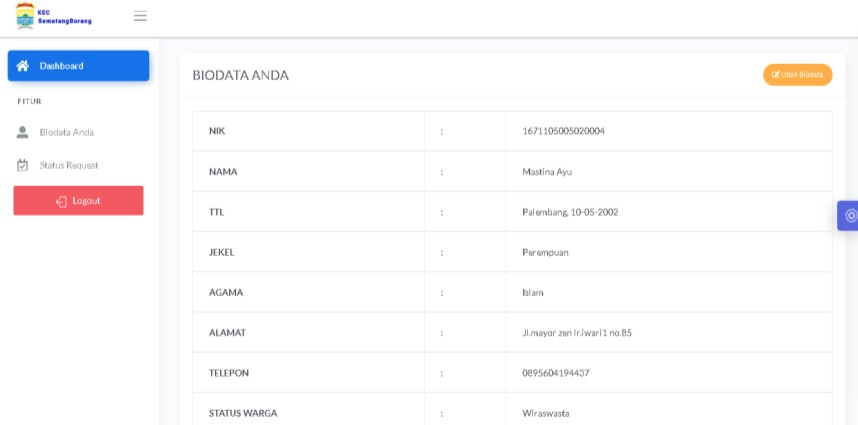 KEC
SematangBorang
Dashboard
FITUR
Biodata Anda
Status Request
Logout
BIODATA ANDA
Ubah Biodata
NIK : 1671105005020004
NAMA : Mastina Ayu
TTL : Palembang, 10-05-2002
JEKEL : Perempuan
AGAMA : Islam
ALAMAT : Jl.mayor zen lr.iwari1 no.85
TELEPON : 0895604194437
STATUS WARGA : Wiraswasta